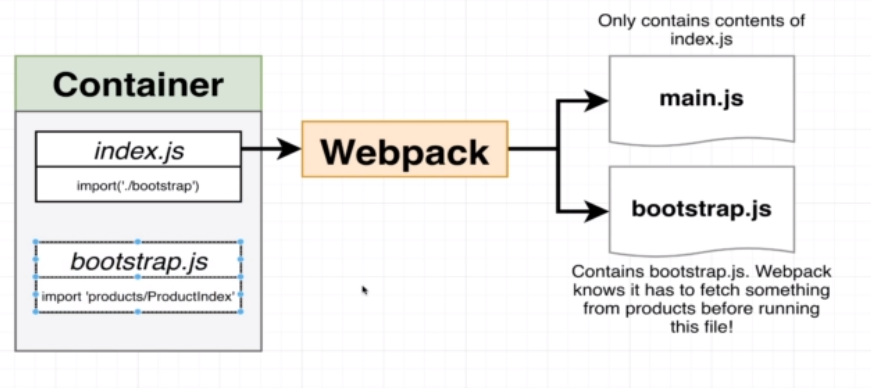 Only contains contents of
index.js
Container
main.js
index.js
Webpack
import('./bootstrap')
bootstrap.js
bootstrap.js
import 'products/ProductIndex'
Contains bootstrap.js. Webpack
knows it has to fetch something
from products before running
this file!